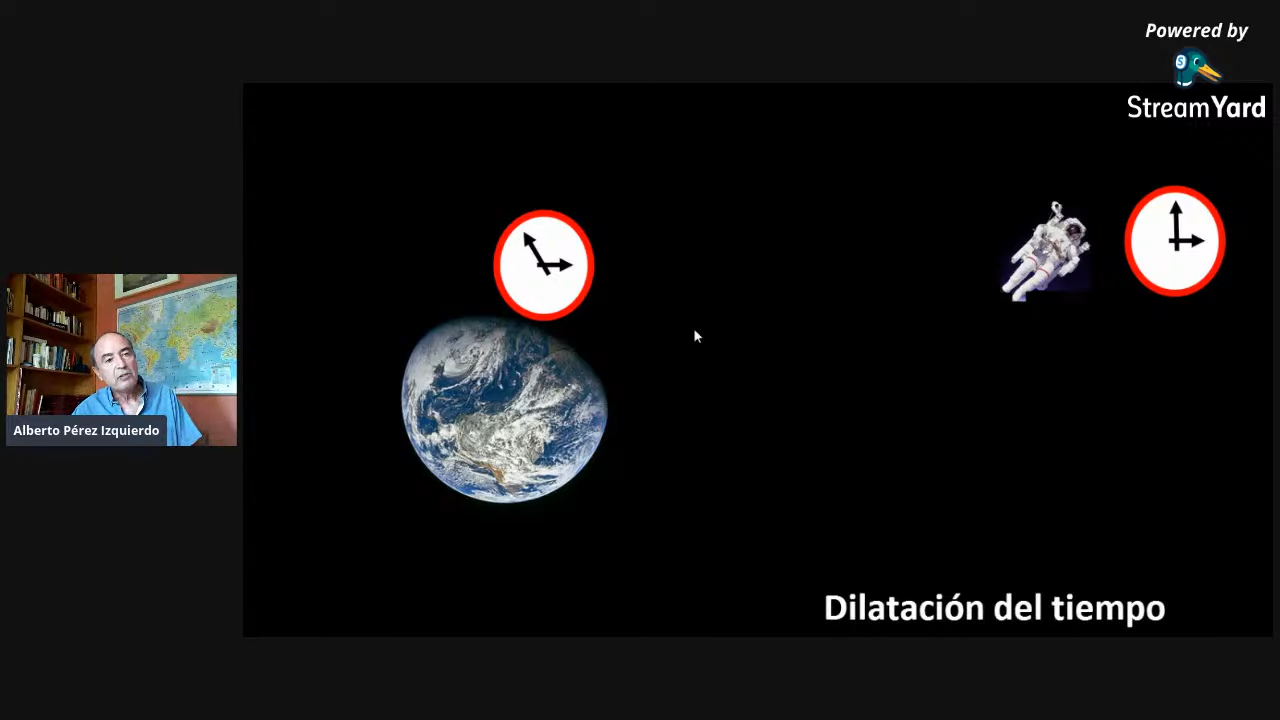 Powered by
StreamYard
Alberto Pérez Izquierdo
Dilatación del tiempo